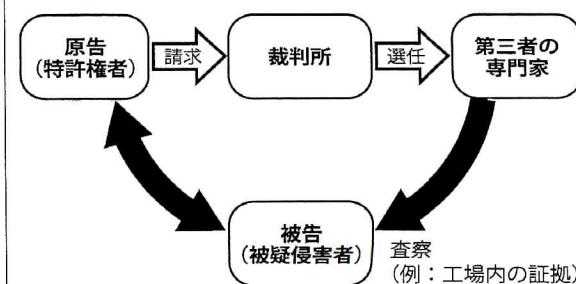 原告
(特許権者)
請求
裁判所
選任
第三者の
専門家
被告
(被疑侵害者)
査察
(例：工場内の証拠)